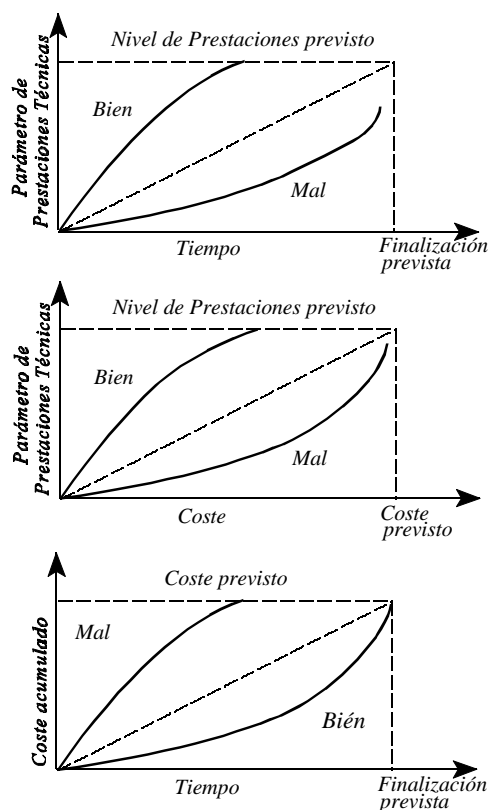 Nivel de Prestaciones previsto
Parámetro de
Prestaciones Técnicas
Bien
Mal
Tiempo
Finalización
prevista
Nivel de Prestaciones previsto
Parámetro de
Prestaciones Técnicas
Bien
Mal
Coste
Coste
previsto
Coste previsto
Coste acumulado
Mal
Bién
Tiempo
Finalización
prevista